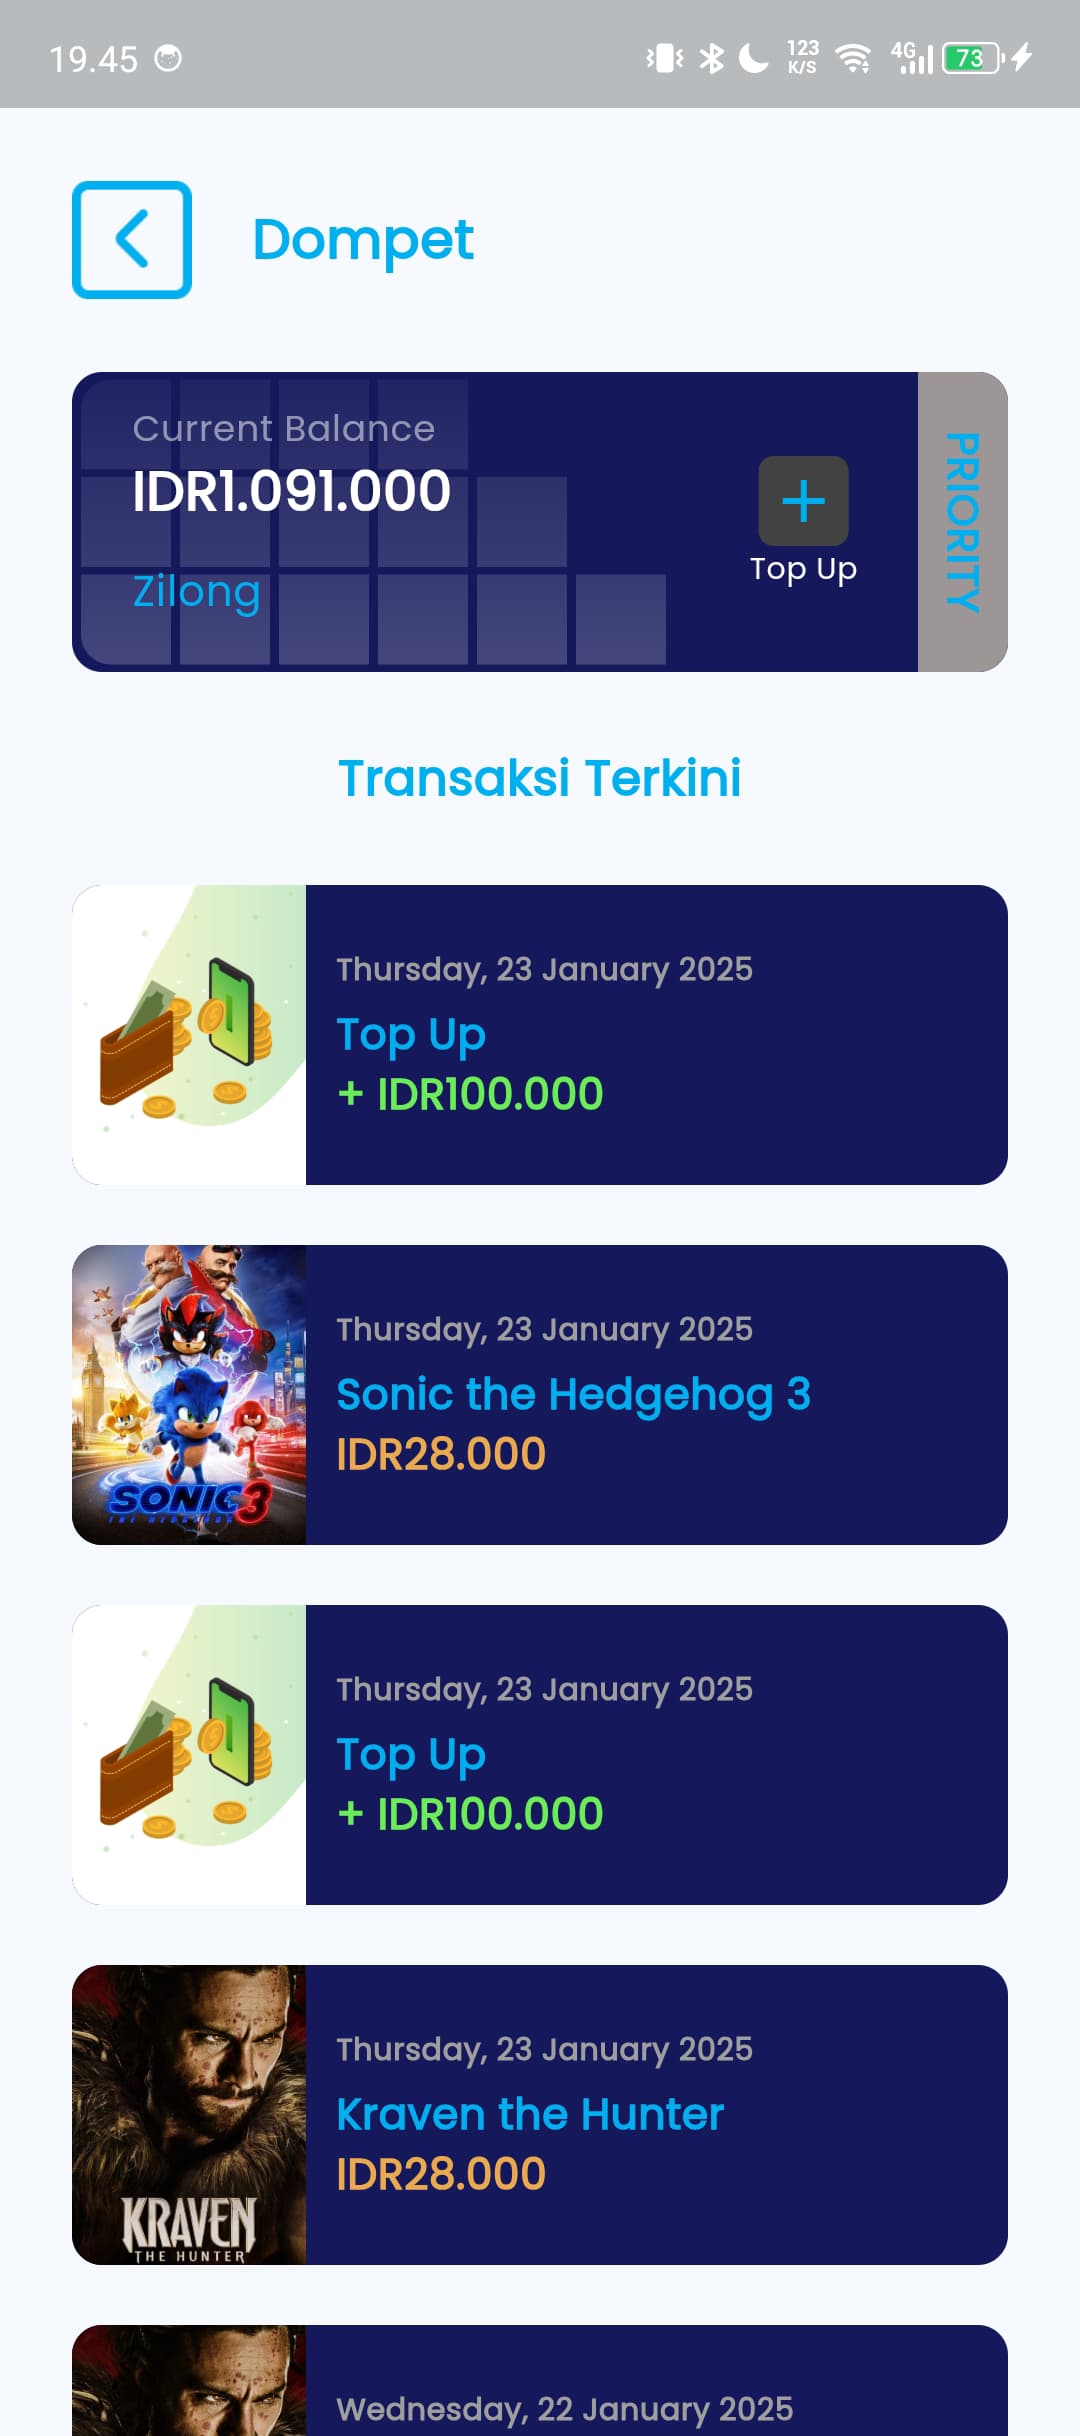 19.45
123
K/S
4G
73
Dompet
Current Balance
IDR1.091.000
Zilong
Top Up
PRIORITY
Transaksi Terkini
Thursday, 23 January 2025
Top Up
+ IDR100.000
Thursday, 23 January 2025
Sonic the Hedgehog 3
IDR28.000
SONIC 3
THE HEDGEHOG
Thursday, 23 January 2025
Top Up
+ IDR100.000
Thursday, 23 January 2025
Kraven the Hunter
IDR28.000
KRAVEN
THE HUNTER
Wednesday, 22 January 2025